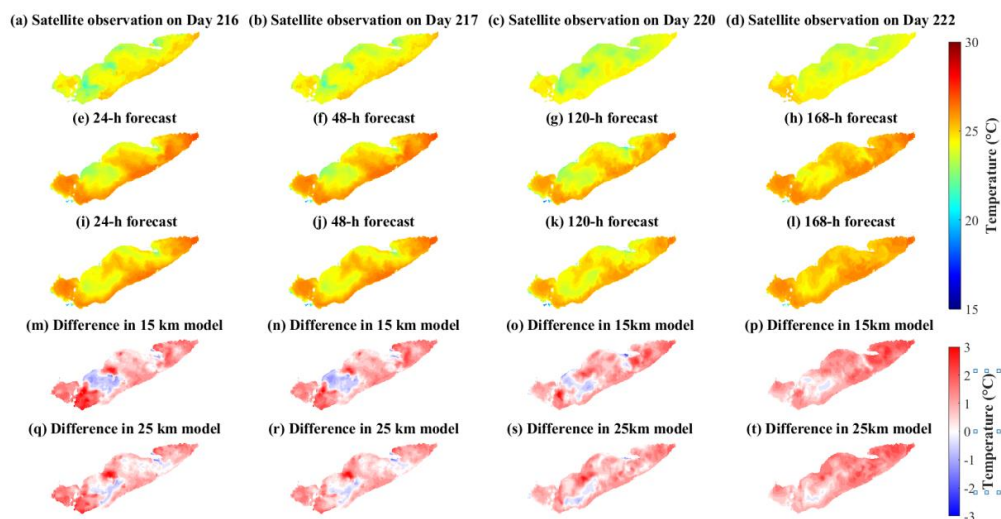 (a) Satellite observation on Day 216
(b) Satellite observation on Day 217
(c) Satellite observation on Day 220
(d) Satellite observation on Day 222
30
25
20
15
Temperature (°C)
(e) 24-h forecast
(f) 48-h forecast
(g) 120-h forecast
(h) 168-h forecast
(i) 24-h forecast
(j) 48-h forecast
(k) 120-h forecast
(l) 168-h forecast
(m) Difference in 15 km model
(n) Difference in 15 km model
(o) Difference in 15km model
(p) Difference in 15km model
3
2
1
0
-1
-2
-3
Temperature (°C)
(q) Difference in 25 km model
(r) Difference in 25 km model
(s) Difference in 25km model
(t) Difference in 25km model